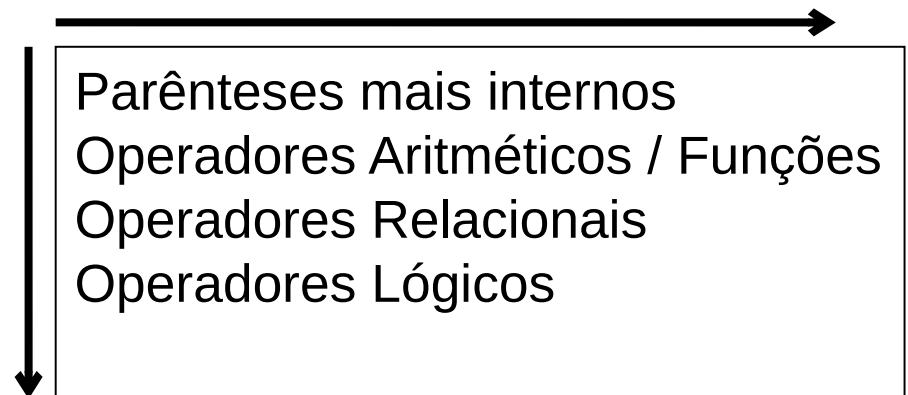 Parênteses mais internos
Operadores Aritméticos / Funções
Operadores Relacionais
Operadores Lógicos